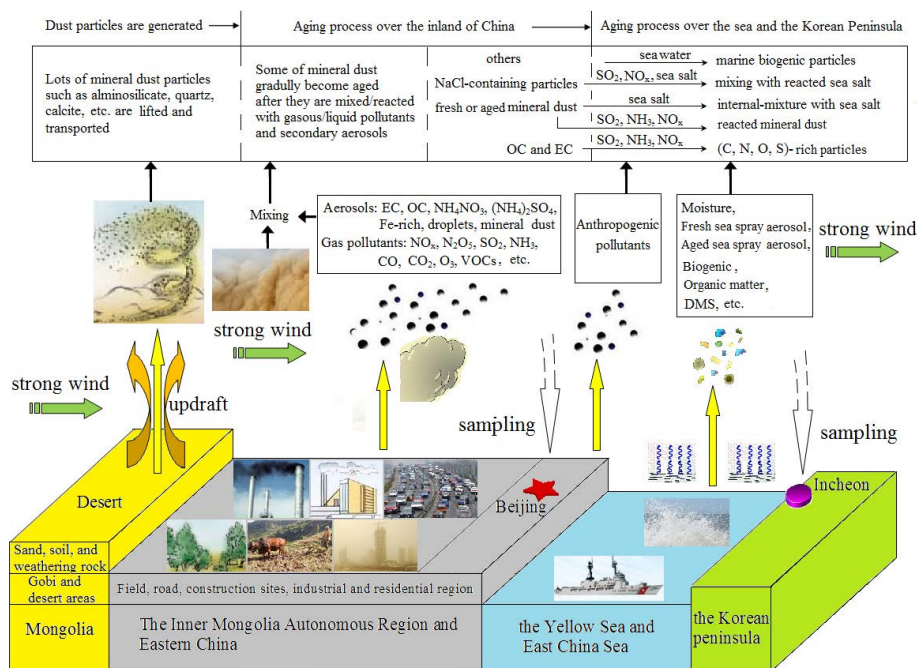 Dust particles are generated
Aging process over the inland of China
Aging process over the sea and the Korean Peninsula
Lots of mineral dust particles
such as alminosilicate, quartz,
calcite, etc. are lifted and
transported
Some of mineral dust
gradually become aged
after they are mixed/reacted
with gasous/liquid pollutants
and secondary aerosols
others
sea water
marine biogenic particles
NaCl-containing particles
SO₂, NOₓ, sea salt
mixing with reacted sea salt
fresh or aged mineral dust
sea salt
internal-mixture with sea salt
SO₂, NH₃, NOₓ
reacted mineral dust
OC and EC
SO₂, NH₃, NOₓ
(C, N, O, S)- rich particles
Mixing
Aerosols: EC, OC, NH₄NO₃, (NH₄)₂SO₄,
Fe-rich, droplets, mineral dust
Gas pollutants: NOₓ, N₂O₅, SO₂, NH₃,
CO, CO₂, O₃, VOCs, etc.
Anthropogenic
pollutants
Moisture,
Fresh sea spray aerosol,
Aged sea spray aerosol,
Biogenic,
Organic matter,
DMS, etc.
strong wind
strong wind
strong wind
updraft
sampling
sampling
Desert
Beijing
Incheon
Sand, soil, and
weathering rock
Gobi and
desert areas
Field, road, construction sites, industrial and residential region
Mongolia
The Inner Mongolia Autonomous Region and
Eastern China
the Yellow Sea and
East China Sea
the Korean
peninsula